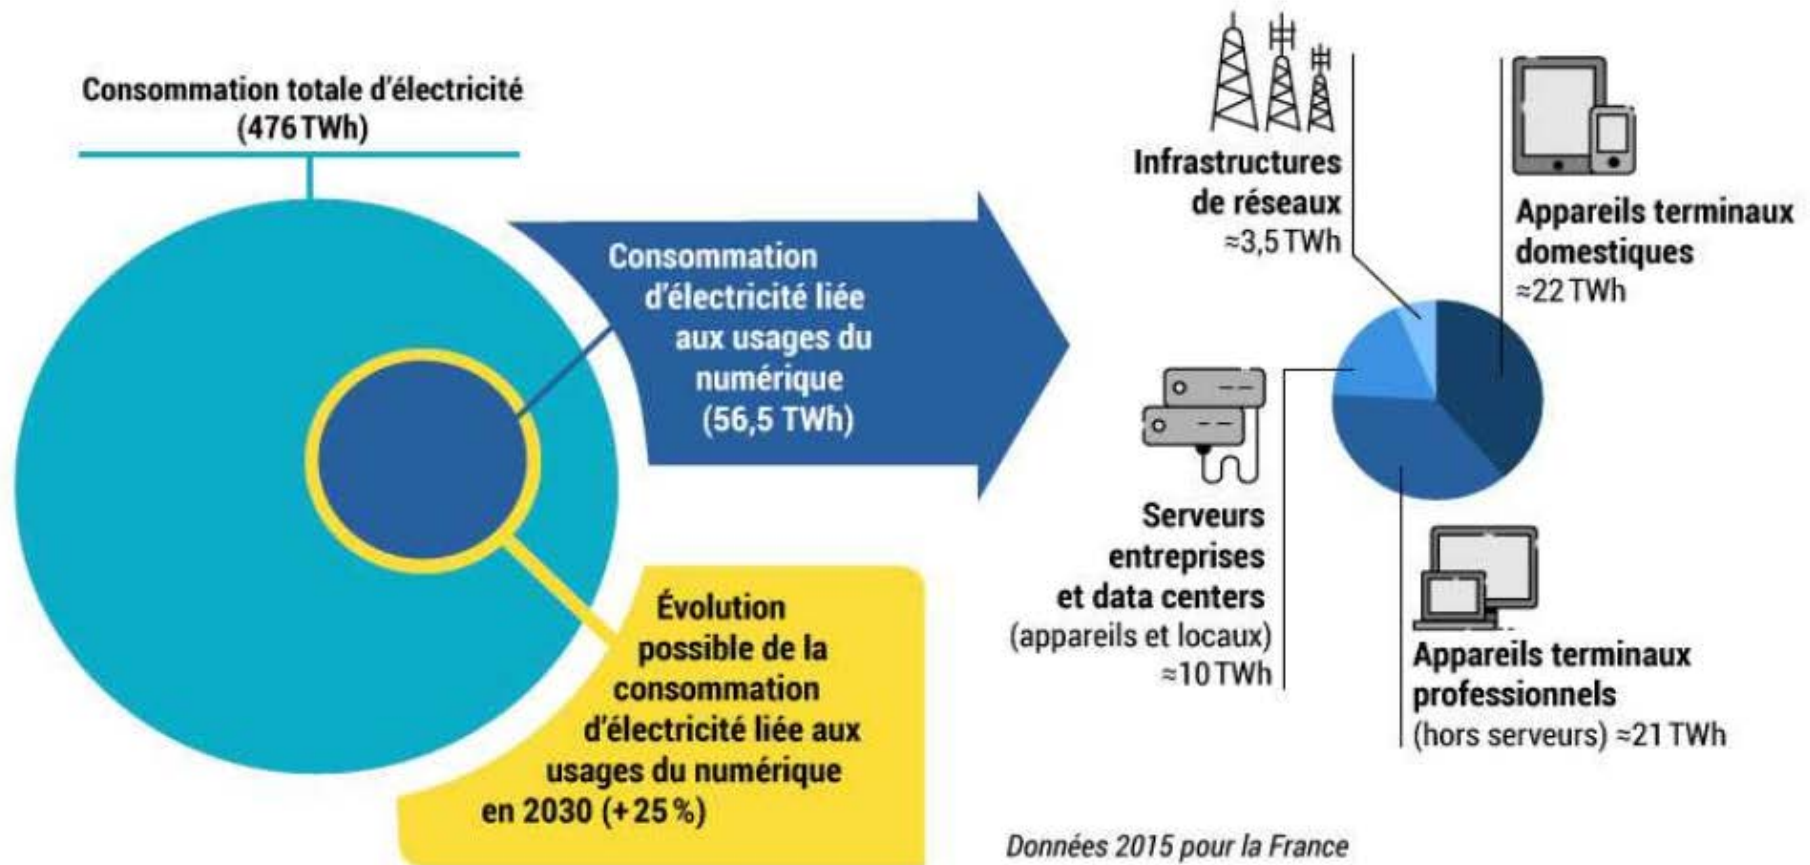 Consommation totale d'électricité
(476 TWh)
Consommation
d'électricité liée
aux usages du
numérique
(56,5 TWh)
Évolution
possible de la
consommation
d'électricité liée aux
usages du numérique
en 2030 (+25 %)
Infrastructures
de réseaux
≈3,5 TWh
Appareils terminaux
domestiques
≈22 TWh
Serveurs
entreprises
et data centers
(appareils et locaux)
≈10 TWh
Appareils terminaux
professionnels
(hors serveurs) ≈21 TWh
Données 2015 pour la France